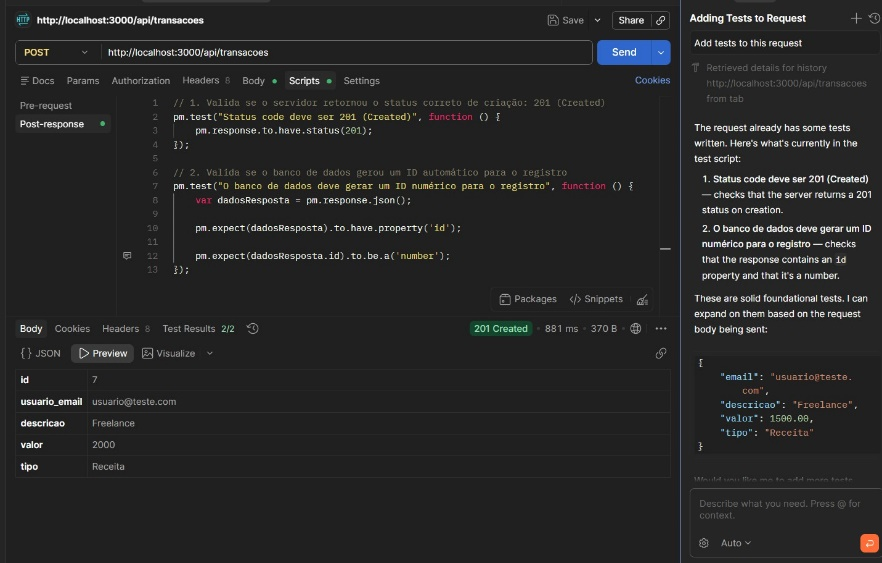 HTTP http://localhost:3000/api/transacoes
Save Share
POST http://localhost:3000/api/transacoes Send
Docs Params Authorization Headers 8 Body Scripts Settings Cookies
Pre-request
Post-response
1 // 1. Valida se o servidor retornou o status correto de criação: 201 (Created)
2 pm.test("Status code deve ser 201 (Created)", function () {
3 pm.response.to.have.status(201);
4 });
5
6 // 2. Valida se o banco de dados gerou um ID automático para o registro
7 pm.test("O banco de dados deve gerar um ID numérico para o registro", function () {
8 var dadosResposta = pm.response.json();
9
10 pm.expect(dadosResposta).to.have.property('id');
11
12 pm.expect(dadosResposta.id).to.be.a('number');
13 });
Packages </> Snippets
Body Cookies Headers 8 Test Results 2/2 201 Created • 881 ms • 370 B
{ } JSON Preview Visualize
id 7
usuario_email usuario@teste.com
descricao Freelance
valor 2000
tipo Receita
Adding Tests to Request
Add tests to this request
Retrieved details for history
http://localhost:3000/api/transacoes
from tab
The request already has some tests
written. Here's what's currently in the
test script:
1. Status code deve ser 201 (Created)
— checks that the server returns a 201
status on creation.
2. O banco de dados deve gerar um ID
numérico para o registro — checks
that the response contains an id
property and that it's a number.
These are solid foundational tests. I can
expand on them based on the request
body being sent:
{
"email": "usuario@teste.
com",
"descricao": "Freelance",
"valor": 1500.00,
"tipo": "Receita"
}
Would you like me to add more tests
Describe what you need. Press @ for
context.
Auto